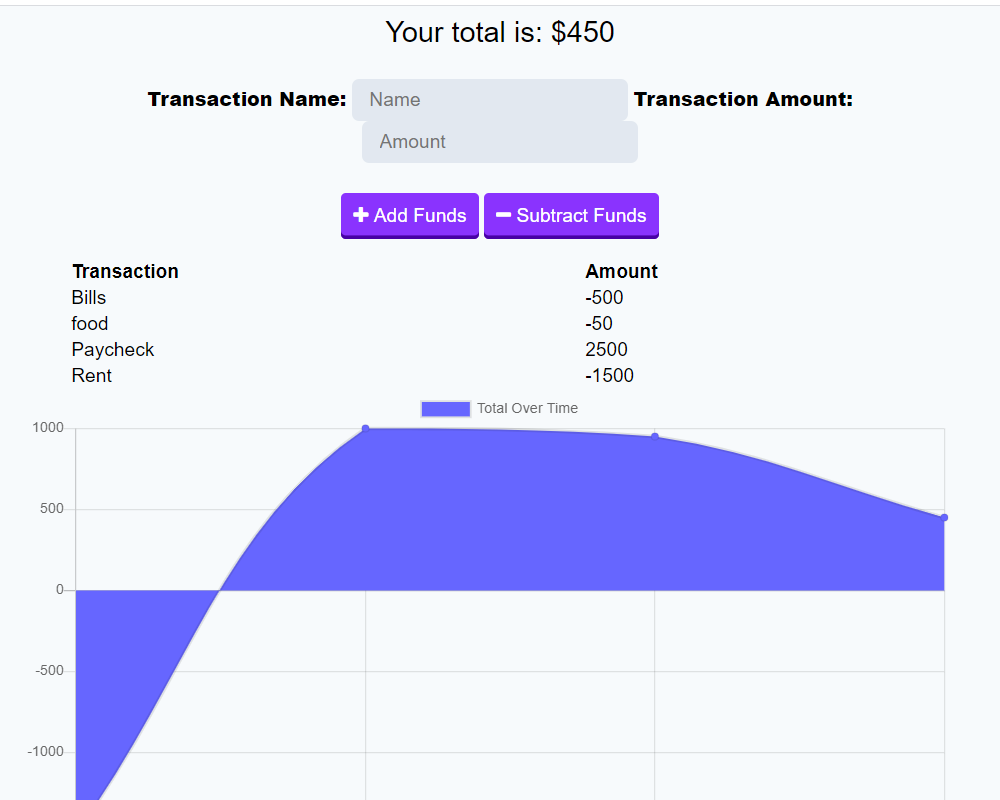 Your total is: $450
Transaction Name: Name Transaction Amount:
Amount
Add Funds Subtract Funds
Transaction Amount
Bills -500
food -50
Paycheck 2500
Rent -1500
Total Over Time
1000
500
0
-500
-1000